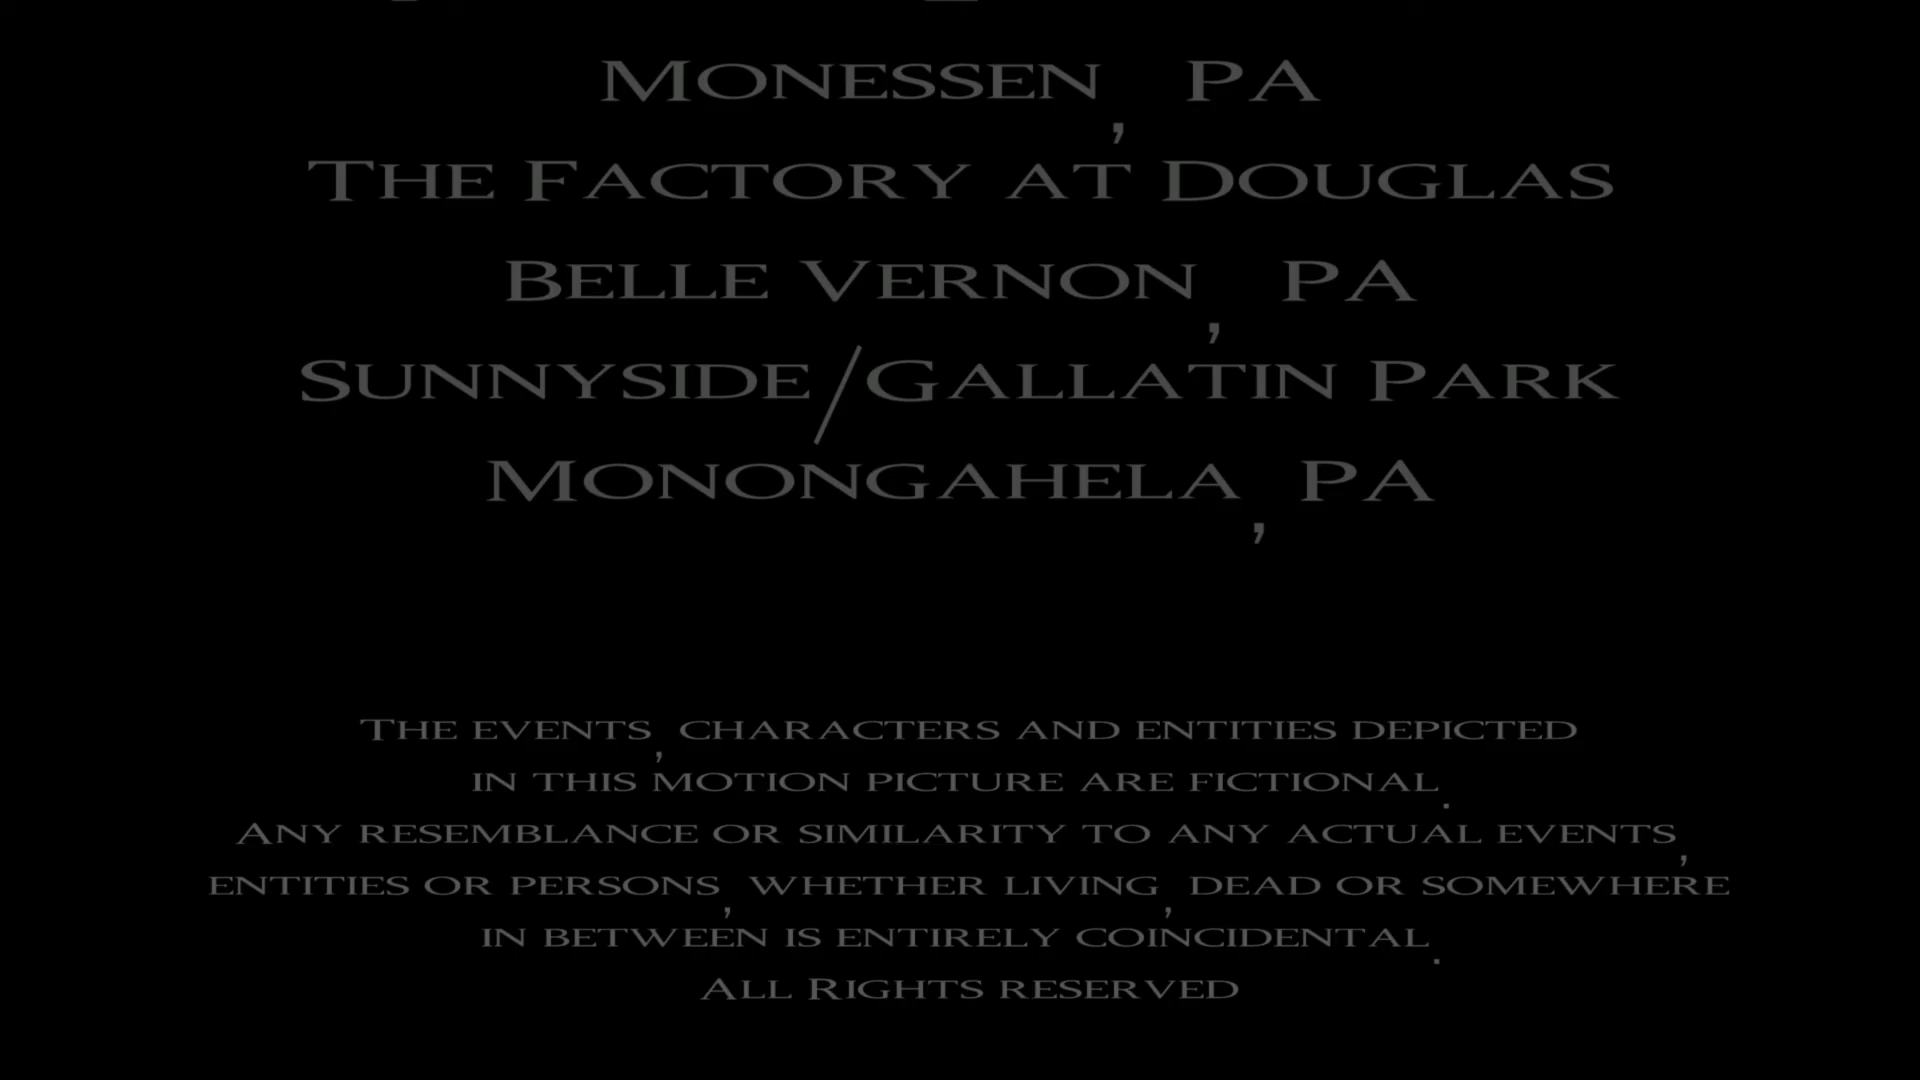 Monessen, PA
The Factory at Douglas
Belle Vernon, PA
Sunnyside/Gallatin Park
Monongahela, PA
The events, characters and entities depicted
in this motion picture are fictional.
Any resemblance or similarity to any actual events,
entities or persons, whether living, dead or somewhere
in between is entirely coincidental.
All Rights reserved